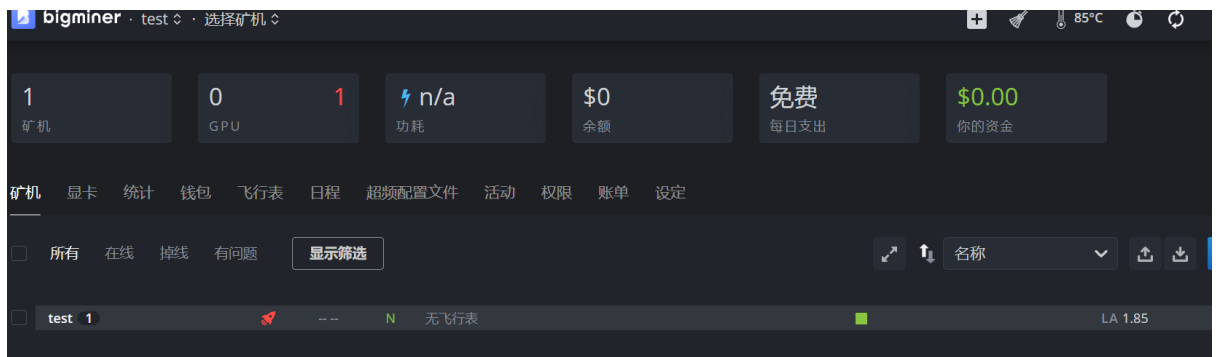 bigminer · test · 选择矿机 85°C
1 0 1 n/a $0 免费 $0.00
矿机 GPU 功耗 余额 每日支出 你的资金
矿机 显卡 统计 钱包 飞行表 日程 超频配置文件 活动 权限 账单 设定
所有 在线 掉线 有问题 显示筛选 名称
test 1 -- -- N 无飞行表 LA 1.85